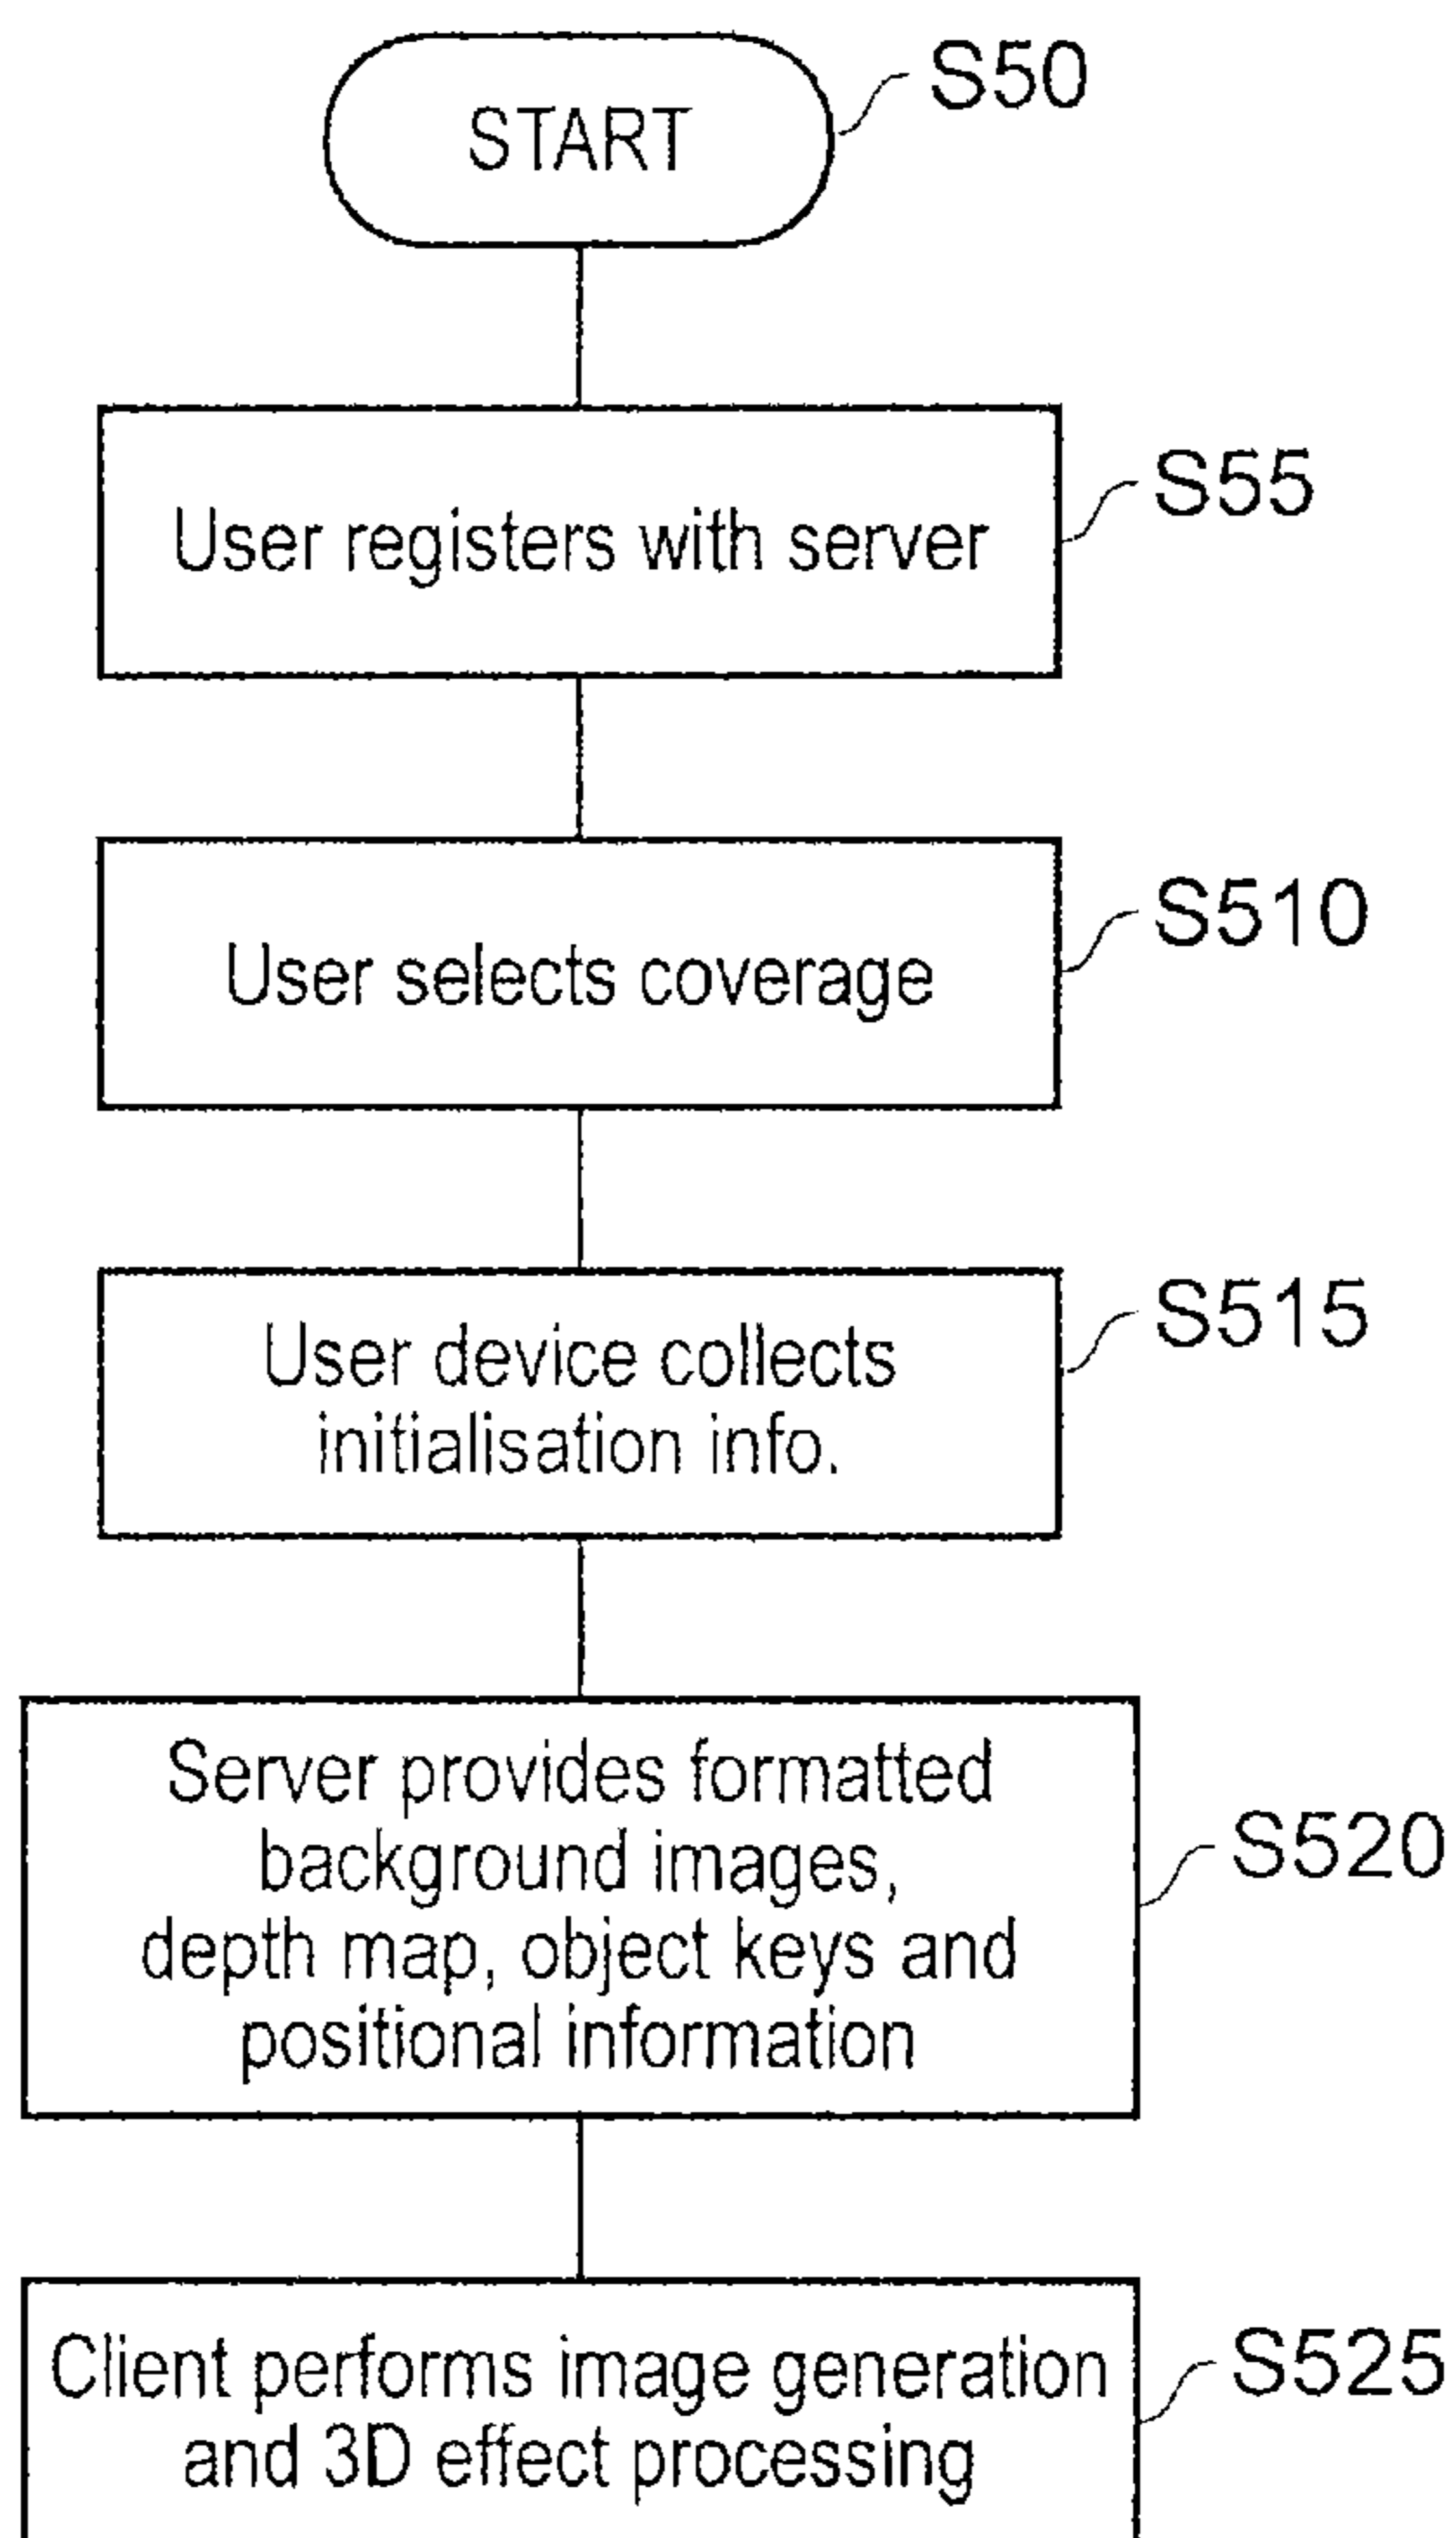 START
S50
User registers with server
S55
User selects coverage
S510
User device collects
initialisation info.
S515
Server provides formatted
background images,
depth map, object keys and
positional information
S520
Client performs image generation
and 3D effect processing
S525